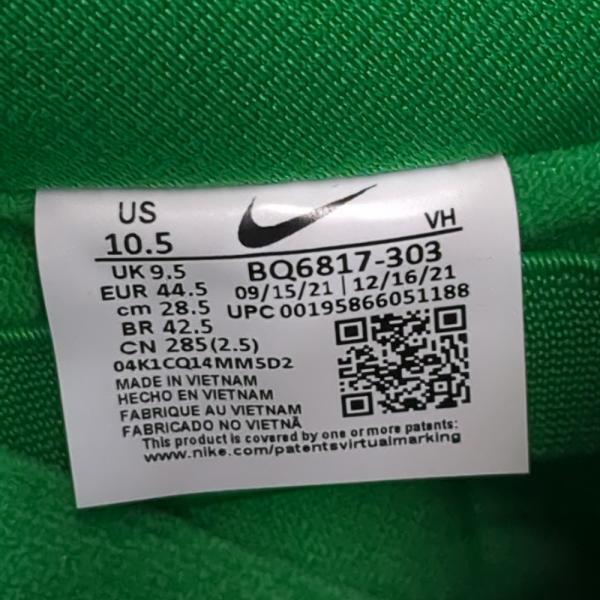 US
10.5
VH
UK 9.5
BQ6817-303
EUR 44.5
09/15/21 | 12/16/21
cm 28.5
UPC 00195866051188
BR 42.5
CN 285(2.5)
04K1CQ14MM5D2
MADE IN VIETNAM
HECHO EN VIETNAM
FABRIQUE AU VIETNAM
FABRICADO NO VIETNÃ
This product is covered by one or more patents:
www.nike.com/patentsvirtualmarking